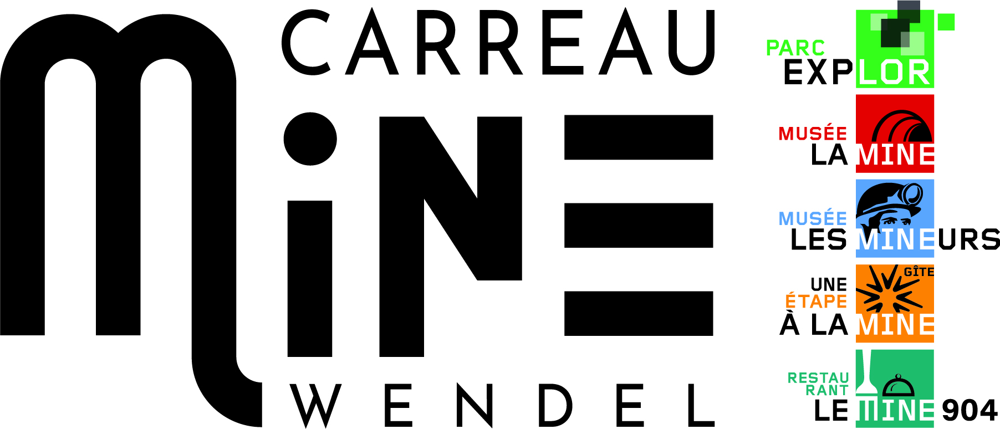 CARREAU
MiNE
WENDEL
PARC
EXPLOR
MUSÉE
LA MINE
MUSÉE
LES MINEURS
GÎTE
UNE
ÉTAPE
À LA MINE
RESTAU
RANT
LE MINE 904